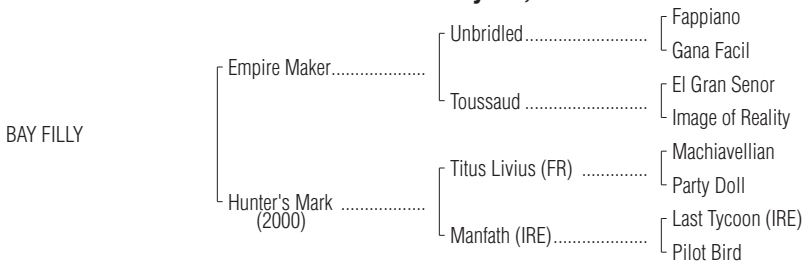 Fappiano
Unbridled..............................
Gana Facil
Empire Maker.......................
El Gran Senor
Toussaud ..............................
Image of Reality
BAY FILLY
Machiavellian
Titus Livius (FR) ................
Party Doll
Hunter's Mark ....................
(2000)
Last Tycoon (IRE)
Manfath (IRE).......................
Pilot Bird